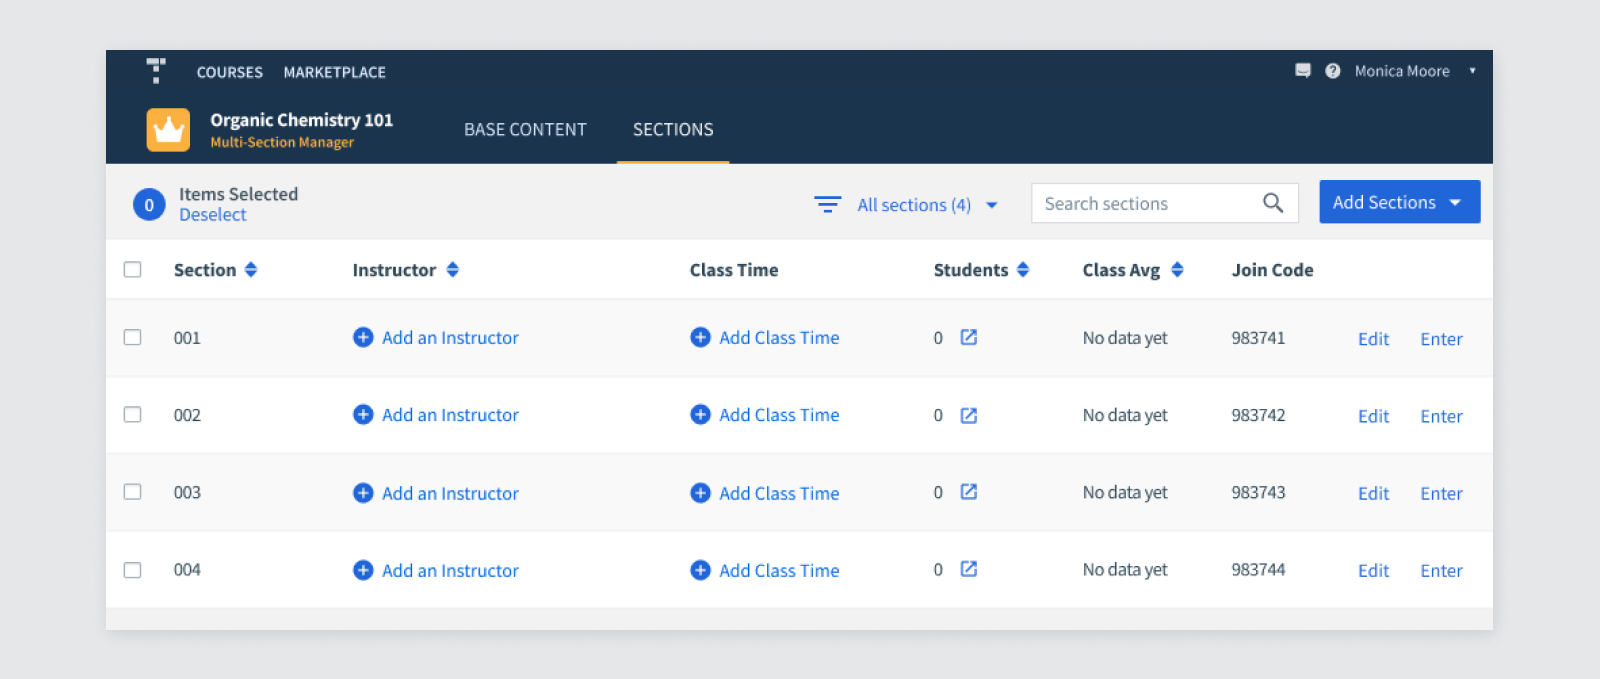 COURSES MARKETPLACE Monica Moore
Organic Chemistry 101
Multi-Section Manager
BASE CONTENT SECTIONS
0 Items Selected
Deselect
All sections (4) Search sections Add Sections
Section Instructor Class Time Students Class Avg Join Code
001 Add an Instructor Add Class Time 0 No data yet 983741 Edit Enter
002 Add an Instructor Add Class Time 0 No data yet 983742 Edit Enter
003 Add an Instructor Add Class Time 0 No data yet 983743 Edit Enter
004 Add an Instructor Add Class Time 0 No data yet 983744 Edit Enter